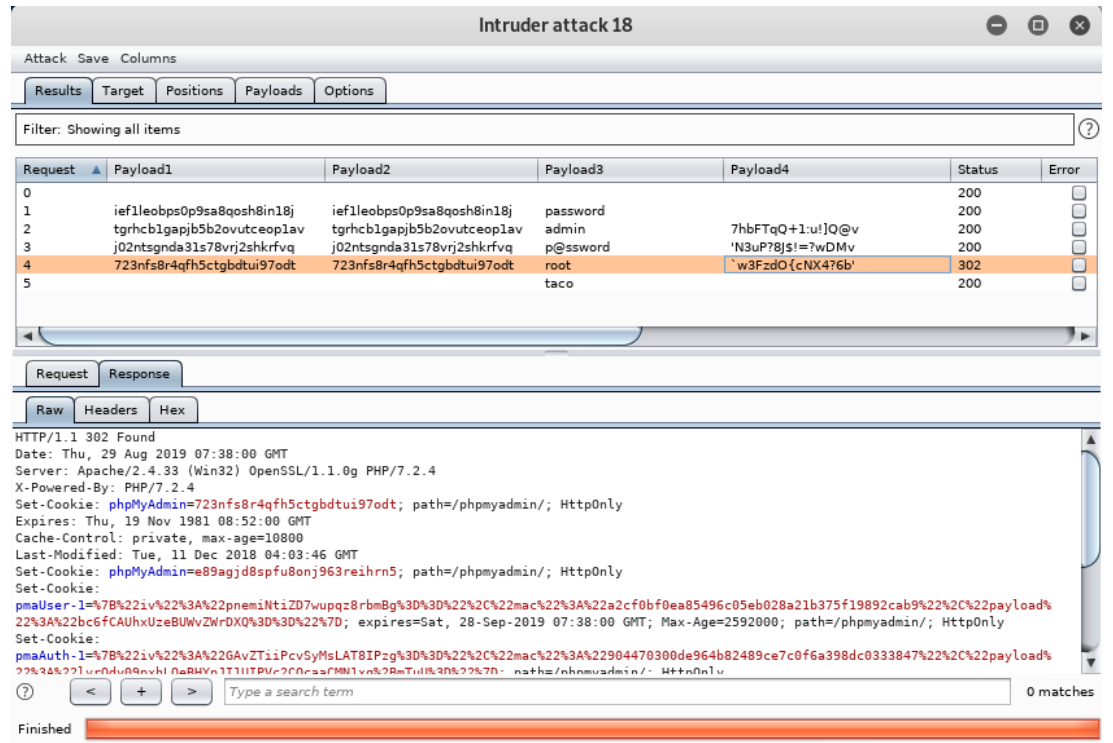 Intruder attack 18
Attack Save Columns
Results Target Positions Payloads Options
Filter: Showing all items
Request Payload1 Payload2 Payload3 Payload4 Status Error
0 200
1 ief1leobps0p9sa8qosh8in18j ief1leobps0p9sa8qosh8in18j password 200
2 tgrhcb1gapjb5b2ovutceop1av tgrhcb1gapjb5b2ovutceop1av admin 7hbFTqQ+1:u!]Q@v 200
3 j02ntsgnda31s78vrj2shkrfvq j02ntsgnda31s78vrj2shkrfvq p@ssword 'N3uP?8J$!=?wDMv 200
4 723nfs8r4qfh5ctgbdtui97odt 723nfs8r4qfh5ctgbdtui97odt root `w3FzdO{cNX4?6b' 302
5 taco 200
Request Response
Raw Headers Hex
HTTP/1.1 302 Found
Date: Thu, 29 Aug 2019 07:38:00 GMT
Server: Apache/2.4.33 (Win32) OpenSSL/1.1.0g PHP/7.2.4
X-Powered-By: PHP/7.2.4
Set-Cookie: phpMyAdmin=723nfs8r4qfh5ctgbdtui97odt; path=/phpmyadmin/; HttpOnly
Expires: Thu, 19 Nov 1981 08:52:00 GMT
Cache-Control: private, max-age=10800
Last-Modified: Tue, 11 Dec 2018 04:03:46 GMT
Set-Cookie: phpMyAdmin=e89agjd8spfu8onj963reihrn5; path=/phpmyadmin/; HttpOnly
Set-Cookie:
pmaUser-1=%7B%22iv%22%3A%22pnemiNtiZD7wupqz8rbmBg%3D%3D%22%2C%22mac%22%3A%22a2cf0bf0ea85496c05eb028a21b375f19892cab9%22%2C%22payload%
22%3A%22bc6fCAUhxUzeBUWvZWrDXQ%3D%3D%22%7D; expires=Sat, 28-Sep-2019 07:38:00 GMT; Max-Age=2592000; path=/phpmyadmin/; HttpOnly
Set-Cookie:
pmaAuth-1=%7B%22iv%22%3A%22GAvZTiiPcvSyMsLAT8IPzg%3D%3D%22%2C%22mac%22%3A%22904470300de964b82489ce7c0f6a398dc0333847%22%2C%22payload%
path=/phpmyadmin/; HttpOnly
? < + > Type a search term 0 matches
Finished